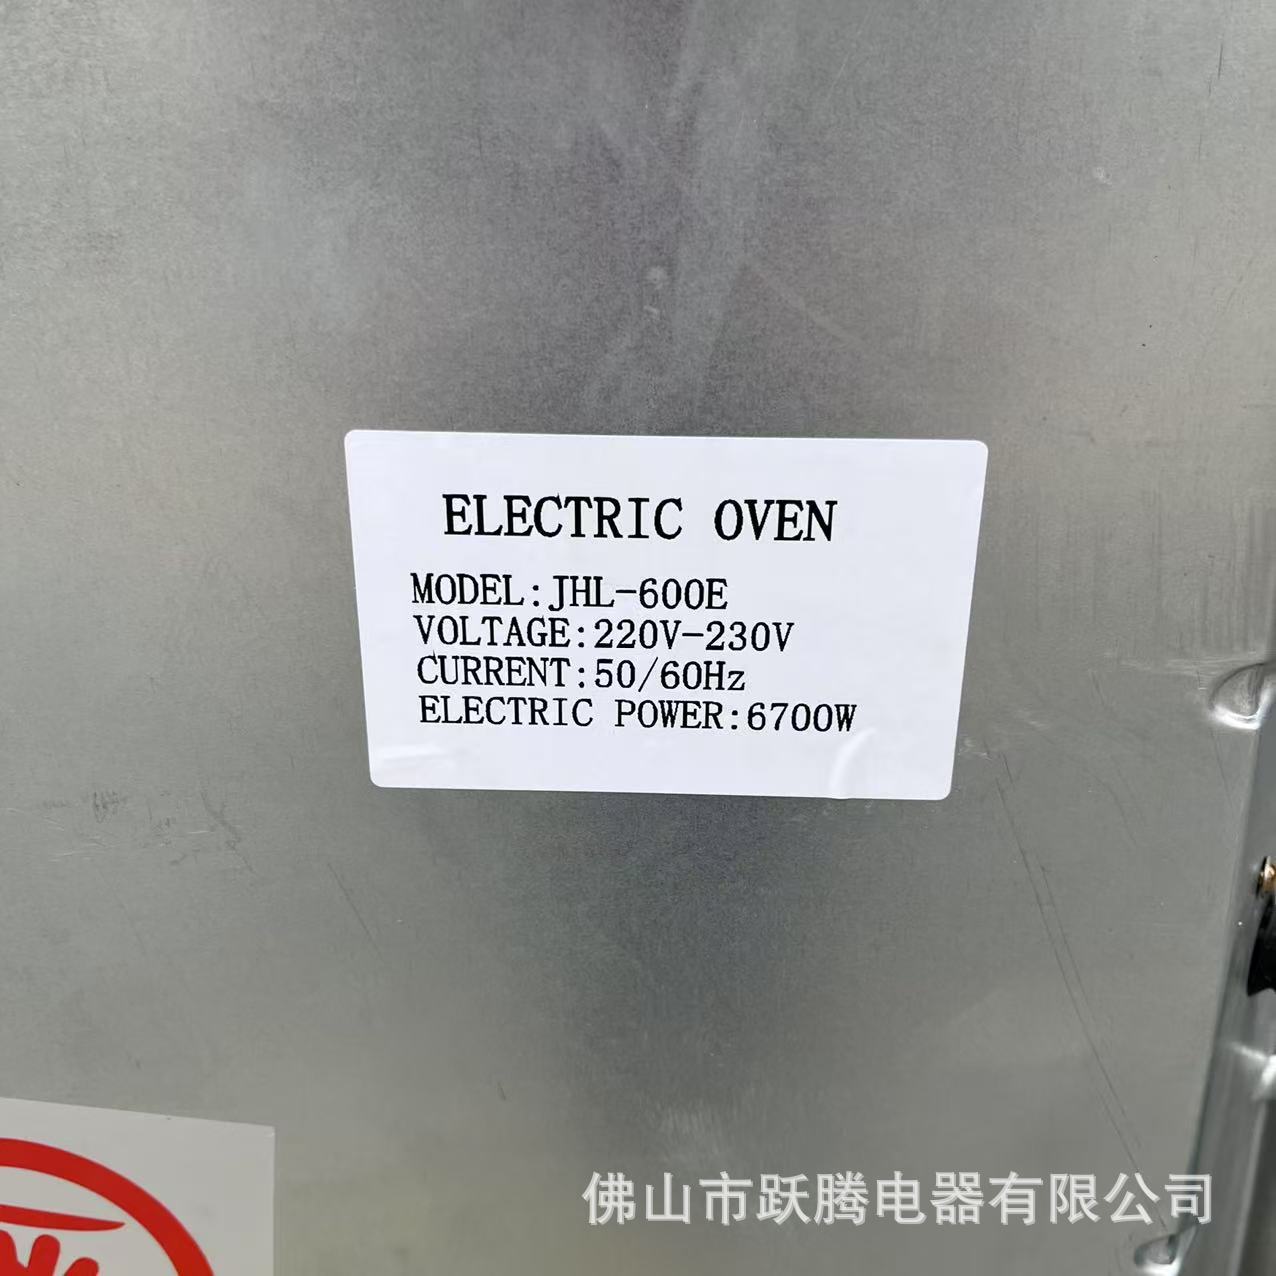 ELECTRIC OVEN
MODEL:JHL-600E
VOLTAGE:220V-230V
CURRENT:50/60Hz
ELECTRIC POWER:6700W
佛山市跃腾电器有限公司